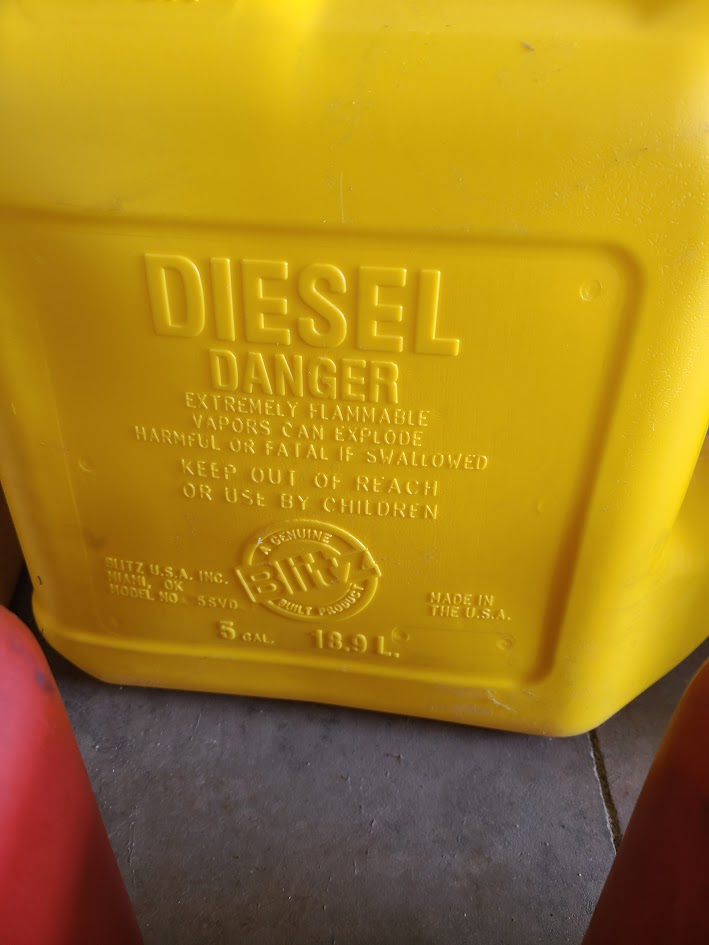 DIESEL
DANGER
EXTREMELY FLAMMABLE
VAPORS CAN EXPLODE
HARMFUL OR FATAL IF SWALLOWED
KEEP OUT OF REACH
OR USE BY CHILDREN
A GENUINE
Blitz
BUILT PRODUCT
BLITZ U.S.A. INC.
MIAMI, OK
MODEL NO. 5SVD
MADE IN
THE U.S.A.
5 GAL. 18.9 L.